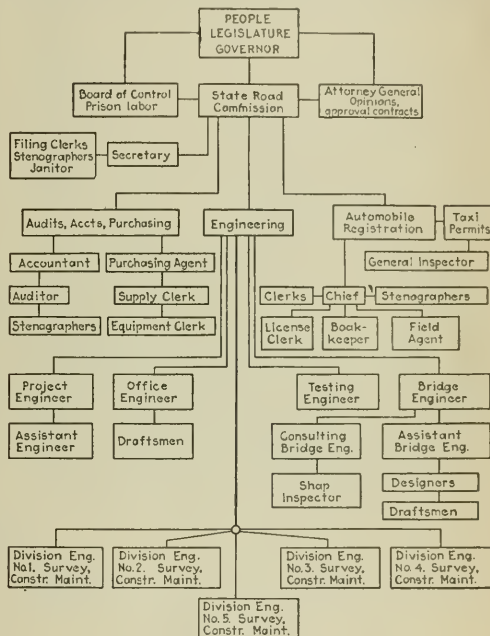 PEOPLE
LEGISLATURE
GOVERNOR
Board of Control
Prison labor
State Road
Commission
Attorney General
Opinions,
approval contracts
Filing Clerks
Stenographers
Janitor
Secretary
Audits, Accts, Purchasing
Engineering
Automobile
Registration
Taxi
Permits
General Inspector
Accountant
Purchasing Agent
Auditor
Supply Clerk
Clerks
Chief
Stenographers
Stenographers
Equipment Clerk
License
Clerk
Book-
keeper
Field
Agent
Project
Engineer
Office
Engineer
Testing
Engineer
Bridge
Engineer
Assistant
Engineer
Draftsmen
Consulting
Bridge Eng.
Assistant
Bridge Eng.
Shop
Inspector
Designers
Draftsmen
Division Eng.
No1. Survey,
Constr. Maint.
Division Eng.
No.2. Survey,
Constr. Maint.
Division Eng.
No.3. Survey,
Constr. Maint.
Division Eng.
No. 4. Survey,
Constr. Maint.
Division Eng.
No. 5. Survey,
Constr. Maint.